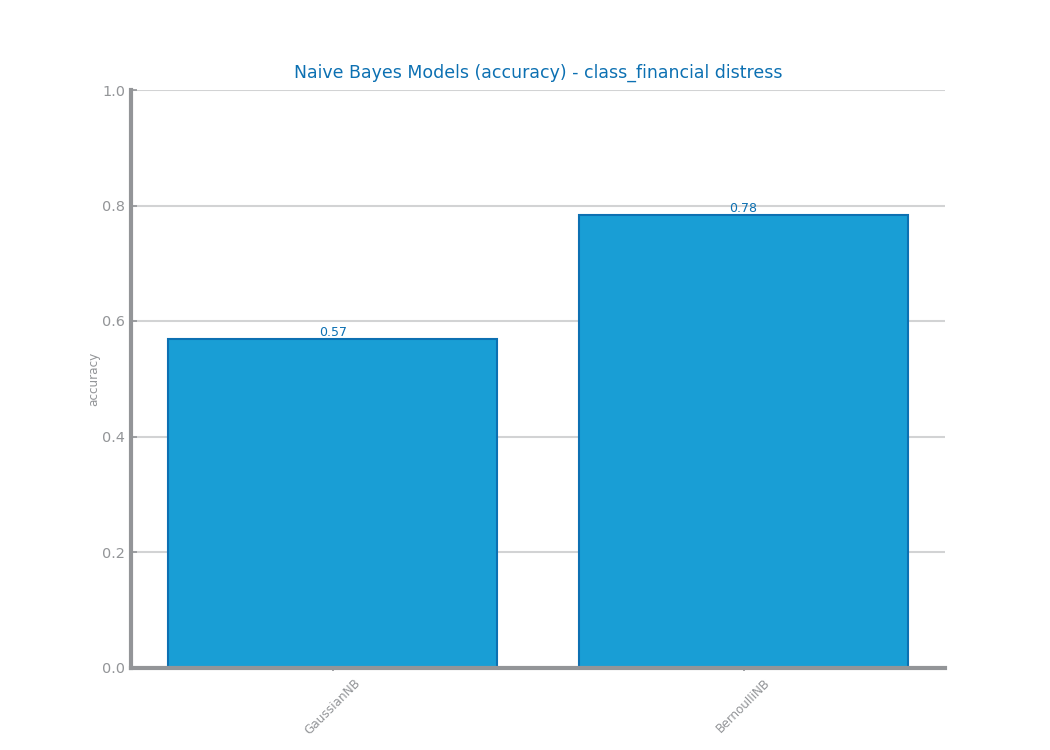 Naive Bayes Models (accuracy) - class_financial distress
1.0
0.8
0.6
0.4
0.2
0.0
accuracy
0.57
0.78
GaussianNB
BernoulliNB